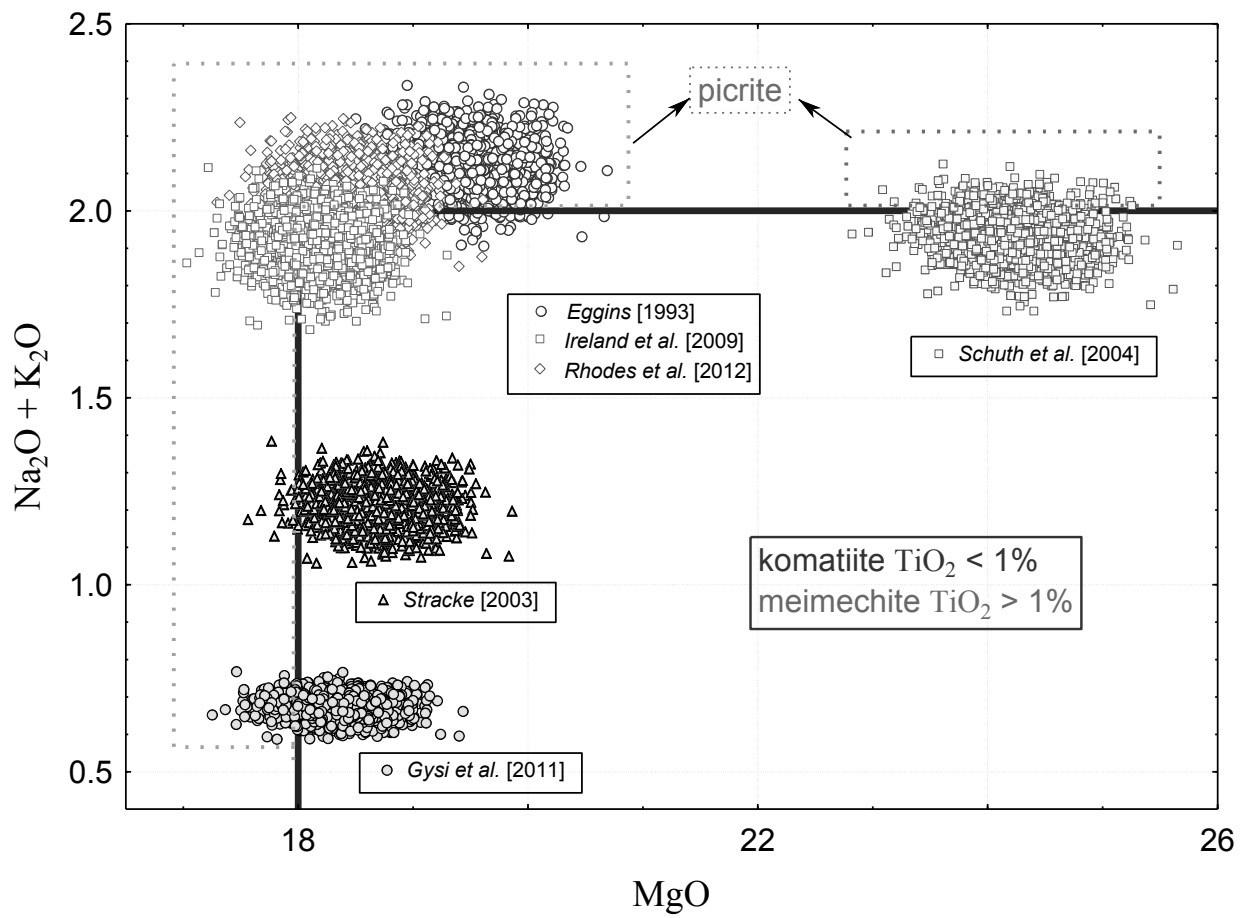 2.5
2.0
1.5
1.0
0.5
Na₂O + K₂O
picrite
Eggins [1993]
Ireland et al. [2009]
Rhodes et al. [2012]
Schuth et al. [2004]
Stracke [2003]
komatiite TiO₂ < 1%
meimechite TiO₂ > 1%
Gysi et al. [2011]
18
22
26
MgO